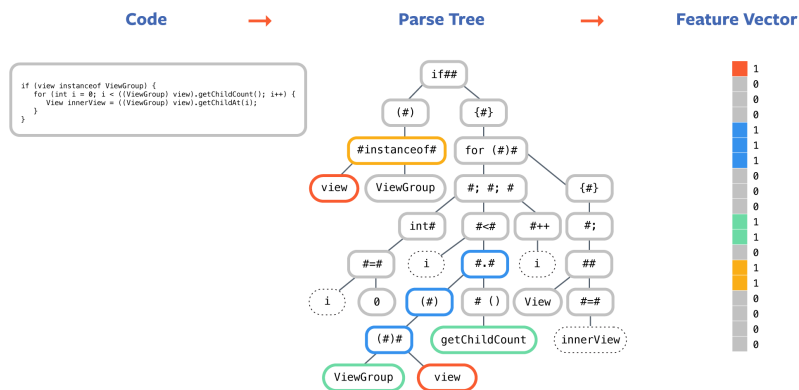 Code → Parse Tree → Feature Vector
if (view instanceof ViewGroup) {
for (int i = 0; i < ((ViewGroup) view).getChildCount(); i++) {
View innerView = ((ViewGroup) view).getChildAt(i);
}
}
if##
(#) {#}
#instanceof# for (#)#
view ViewGroup #; #; # {#}
int# #<# #++ #;
#=# i #.# i ##
i 0 (#) # () View #=#
(#)# getChildCount innerView
ViewGroup view
1
0
0
0
1
1
1
0
0
0
1
1
0
1
1
0
0
0
0